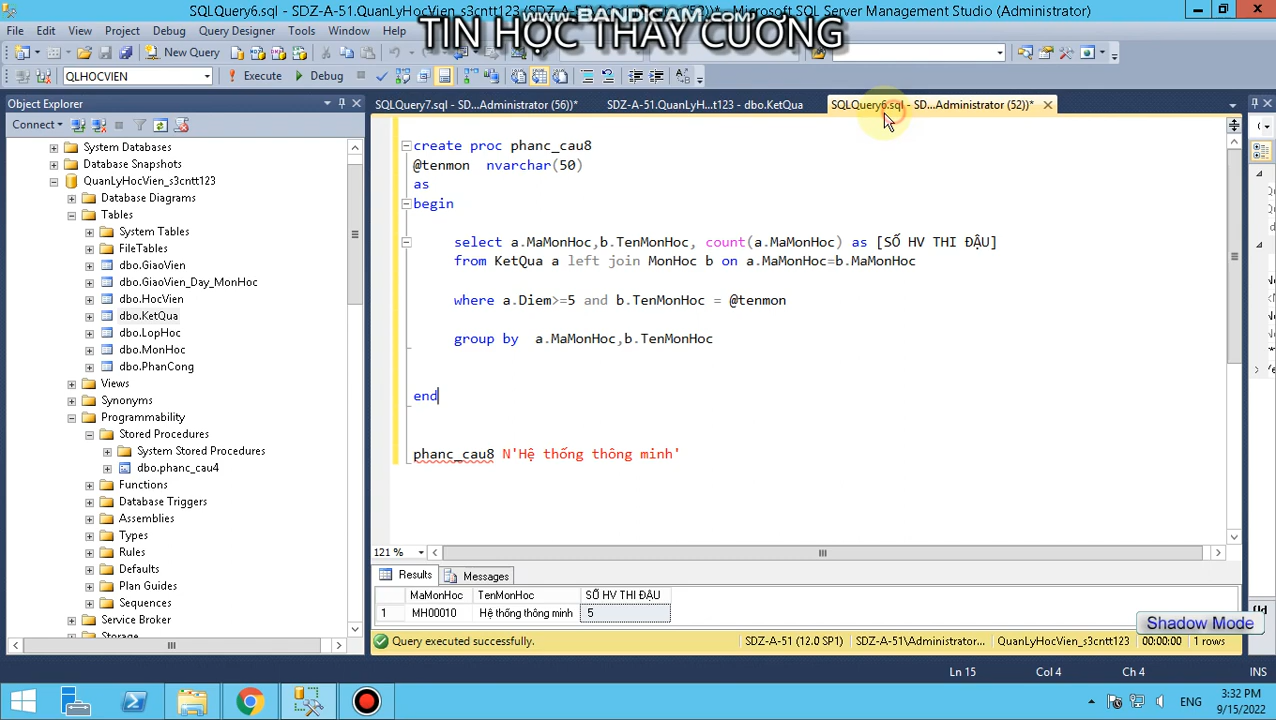 SQLQuery6.sql - SDZ-A-51.QuanLyHocVien_s3cntt123 (SDZ-A-51\Administrator (52))* - Microsoft SQL Server Management Studio (Administrator)
www.BANDICAM.com
TIN HỌC THẦY CƯƠNG
File Edit View Project Debug Query Designer Tools Window Help
New Query
QLHOCVIEN Execute Debug
Object Explorer
SQLQuery7.sql - SD...Administrator (56))* SDZ-A-51.QuanLyH...t123 - dbo.KetQua SQLQuery6.sql - SD...Administrator (52))*
Connect
System Databases
Database Snapshots
QuanLyHocVien_s3cntt123
Database Diagrams
Tables
System Tables
FileTables
dbo.GiaoVien
dbo.GiaoVien_Day_MonHoc
dbo.HocVien
dbo.KetQua
dbo.LopHoc
dbo.MonHoc
dbo.PhanCong
Views
Synonyms
Programmability
Stored Procedures
System Stored Procedures
dbo.phanc_cau4
Functions
Database Triggers
Assemblies
Types
Rules
Defaults
Plan Guides
Sequences
Service Broker
Storage
create proc phanc_cau8
@tenmon nvarchar(50)
as
begin
select a.MaMonHoc,b.TenMonHoc, count(a.MaMonHoc) as [SỐ HV THI ĐẬU]
from KetQua a left join MonHoc b on a.MaMonHoc=b.MaMonHoc
where a.Diem>=5 and b.TenMonHoc = @tenmon
group by a.MaMonHoc,b.TenMonHoc
end
phanc_cau8 N'Hệ thống thông minh'
121 %
Results Messages
MaMonHoc TenMonHoc SỐ HV THI ĐẬU
1 MH00010 Hệ thống thông minh 5
Shadow Mode
Query executed successfully. SDZ-A-51 (12.0 SP1) SDZ-A-51\Administrator... QuanLyHocVien_s3cntt123 00:00:00 1 rows
Ln 15 Col 4 Ch 4 INS
ENG 3:32 PM
9/15/2022